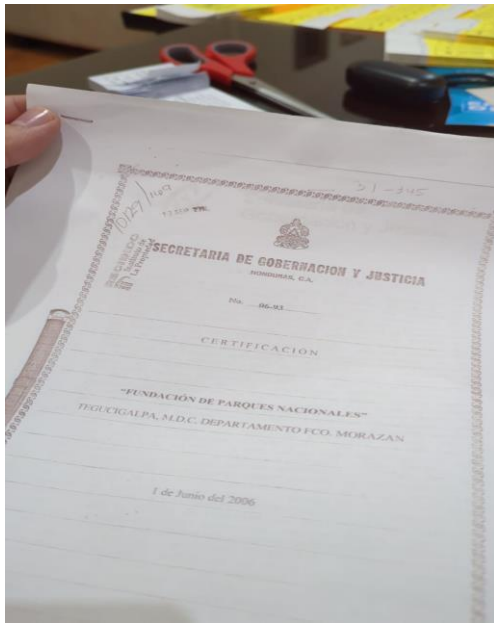 SECRETARIA DE GOBERNACION Y JUSTICIA
HONDURAS, C.A.
No. 06-93
CERTIFICACIÓN
"FUNDACIÓN DE PARQUES NACIONALES"
TEGUCIGALPA, M.D.C. DEPARTAMENTO FCO. MORAZAN
1 de Junio del 2006